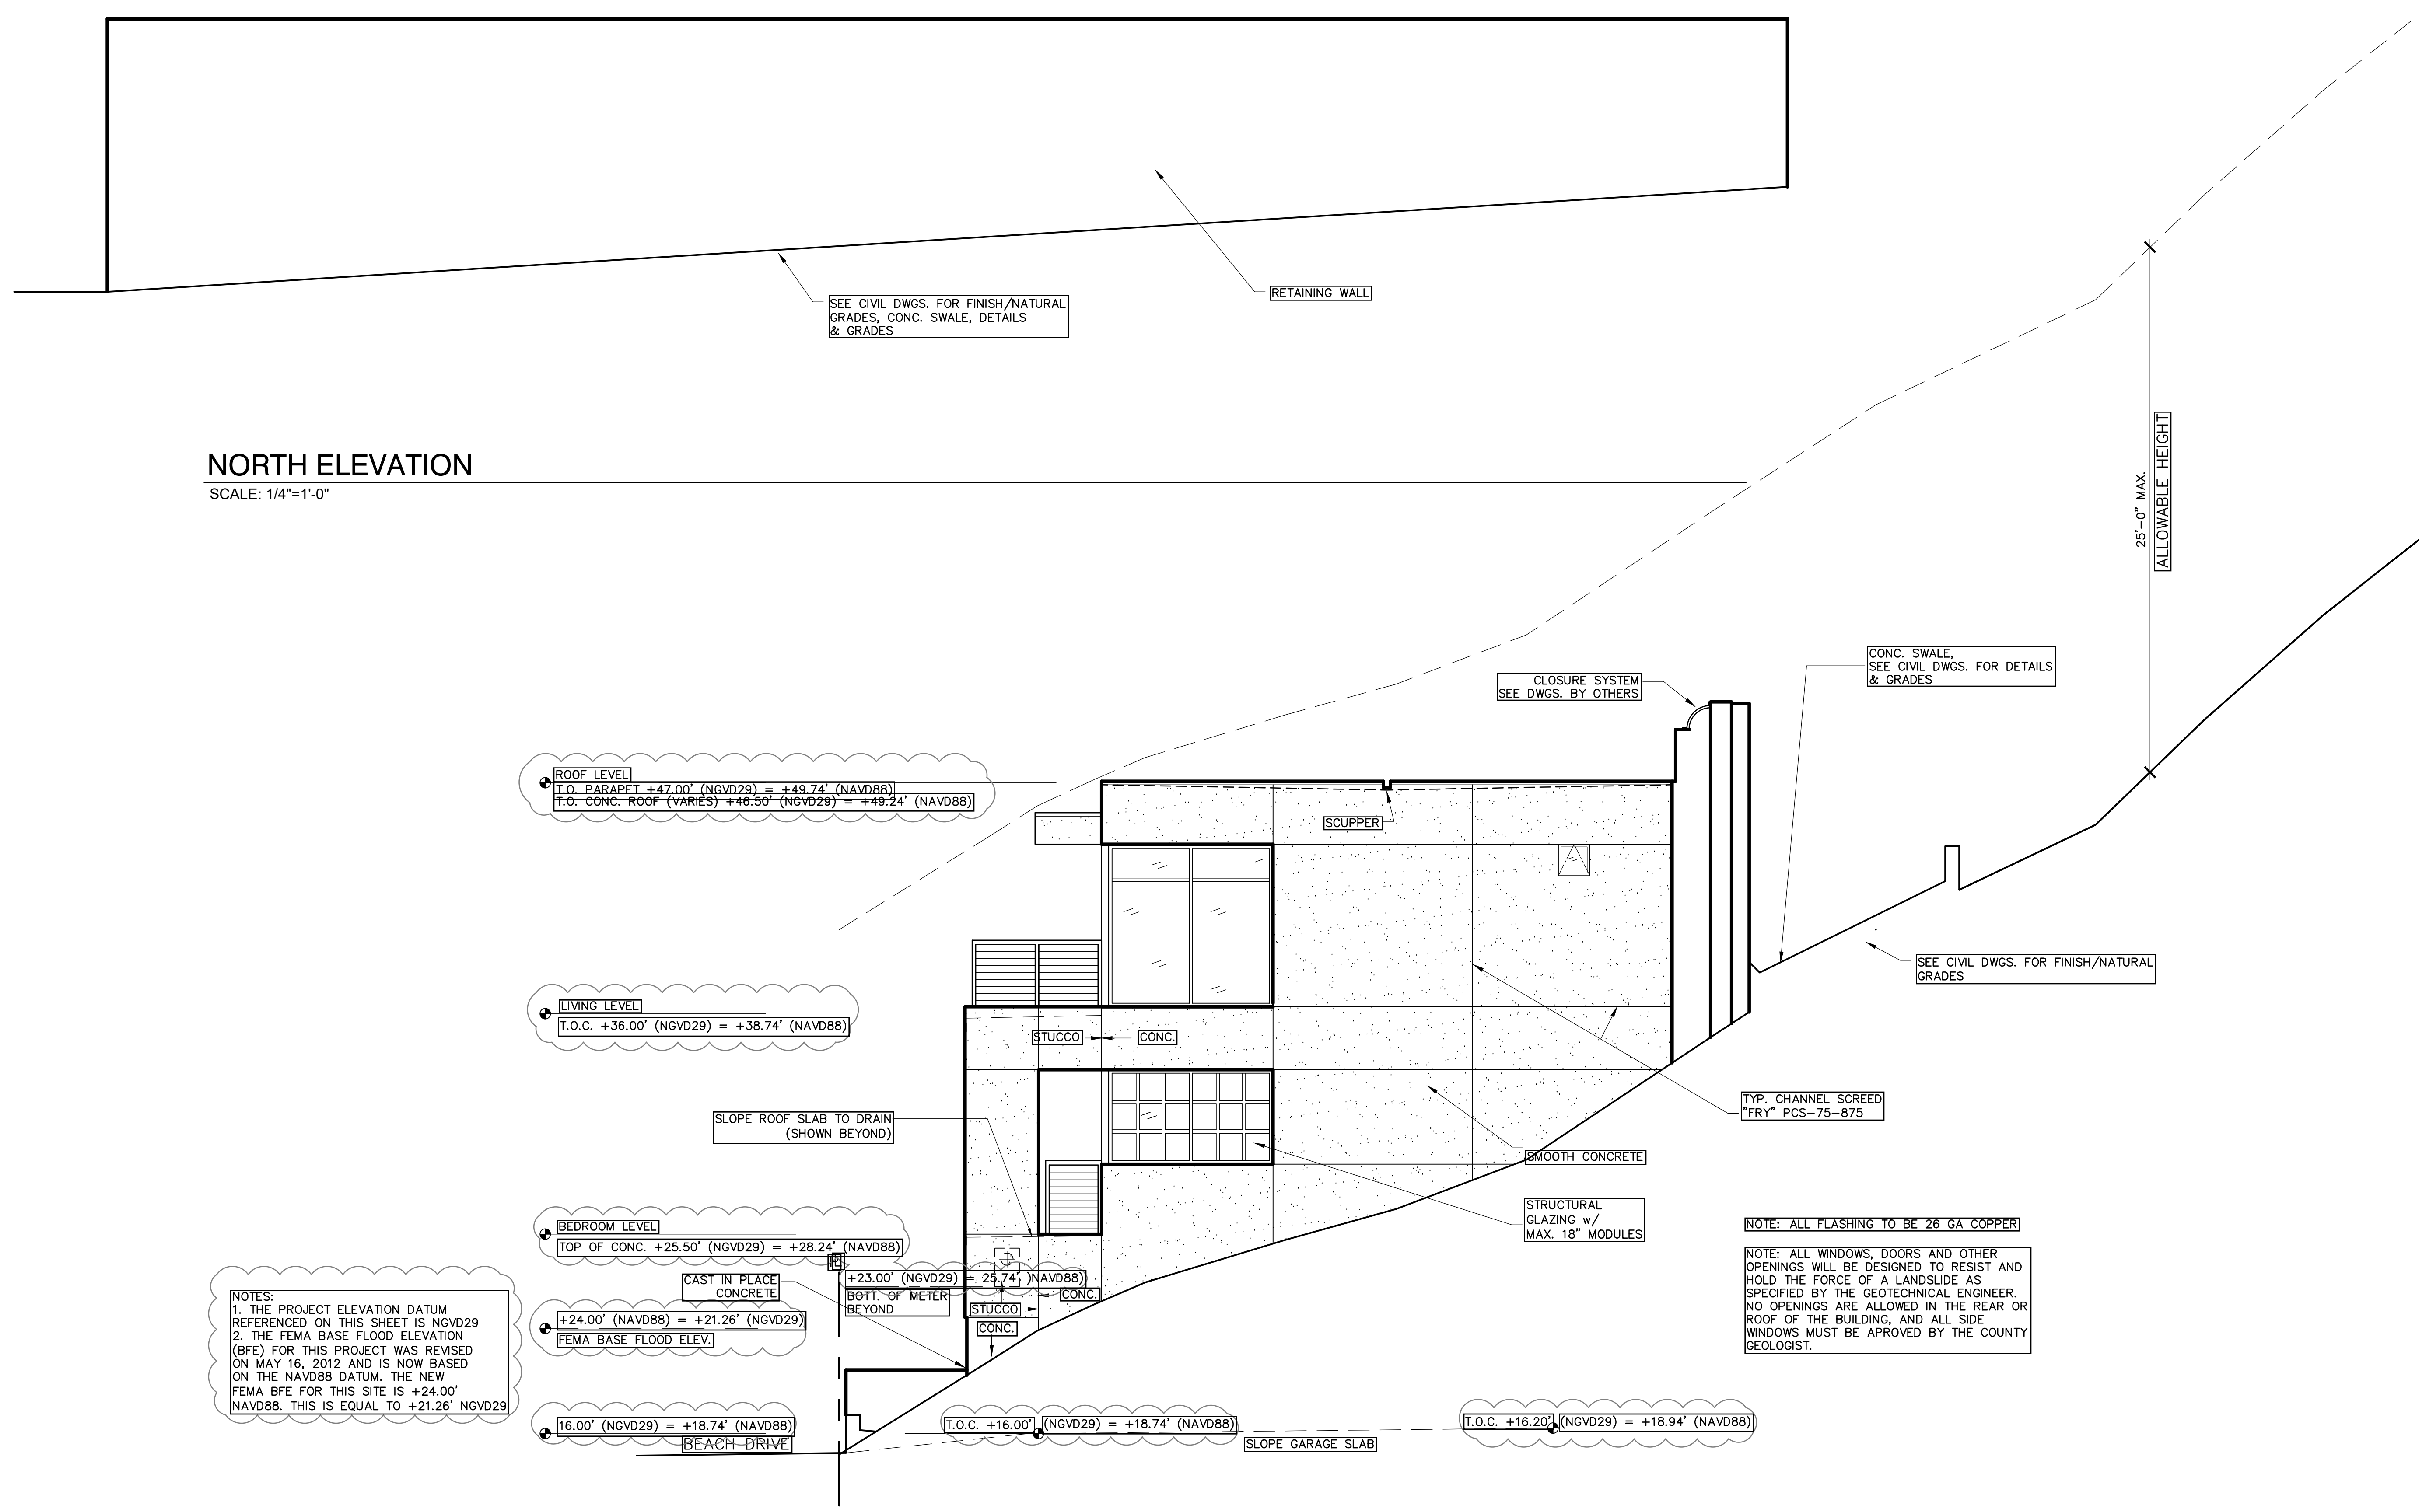 SEE CIVIL DWGS. FOR FINISH/NATURAL
GRADES, CONC. SWALE, DETAILS
& GRADES
RETAINING WALL
NORTH ELEVATION
SCALE: 1/4"=1'-0"
25'-0" MAX.
ALLOWABLE HEIGHT
CONC. SWALE,
SEE CIVIL DWGS. FOR DETAILS
& GRADES
CLOSURE SYSTEM
SEE DWGS. BY OTHERS
ROOF LEVEL
T.O. PARAPET +47.00' (NGVD29) = +49.74' (NAVD88)
T.O. CONC. ROOF (VARIES) +46.50' (NGVD29) = +49.24' (NAVD88)
SCUPPER
SEE CIVIL DWGS. FOR FINISH/NATURAL
GRADES
LIVING LEVEL
T.O.C. +36.00' (NGVD29) = +38.74' (NAVD88)
STUCCO
CONC.
TYP. CHANNEL SCREED
"FRY" PCS-75-875
SLOPE ROOF SLAB TO DRAIN
(SHOWN BEYOND)
SMOOTH CONCRETE
STRUCTURAL
GLAZING w/
MAX. 18" MODULES
BEDROOM LEVEL
TOP OF CONC. +25.50' (NGVD29) = +28.24' (NAVD88)
NOTE: ALL FLASHING TO BE 26 GA COPPER
NOTE: ALL WINDOWS, DOORS AND OTHER
OPENINGS WILL BE DESIGNED TO RESIST AND
HOLD THE FORCE OF A LANDSLIDE AS
SPECIFIED BY THE GEOTECHNICAL ENGINEER.
NO OPENINGS ARE ALLOWED IN THE REAR OR
ROOF OF THE BUILDING, AND ALL SIDE
WINDOWS MUST BE APROVED BY THE COUNTY
GEOLOGIST.
CAST IN PLACE
CONCRETE
+23.00' (NGVD29) = 25.74' )NAVD88)
BOTT. OF METER
BEYOND
CONC.
STUCCO
CONC.
+24.00' (NAVD88) = +21.26' (NGVD29)
FEMA BASE FLOOD ELEV.
NOTES:
1. THE PROJECT ELEVATION DATUM
REFERENCED ON THIS SHEET IS NGVD29
2. THE FEMA BASE FLOOD ELEVATION
(BFE) FOR THIS PROJECT WAS REVISED
ON MAY 16, 2012 AND IS NOW BASED
ON THE NAVD88 DATUM. THE NEW
FEMA BFE FOR THIS SITE IS +24.00'
NAVD88. THIS IS EQUAL TO +21.26' NGVD29
16.00' (NGVD29) = +18.74' (NAVD88)
BEACH DRIVE
T.O.C. +16.00' (NGVD29) = +18.74' (NAVD88)
SLOPE GARAGE SLAB
T.O.C. +16.20' (NGVD29) = +18.94' (NAVD88)